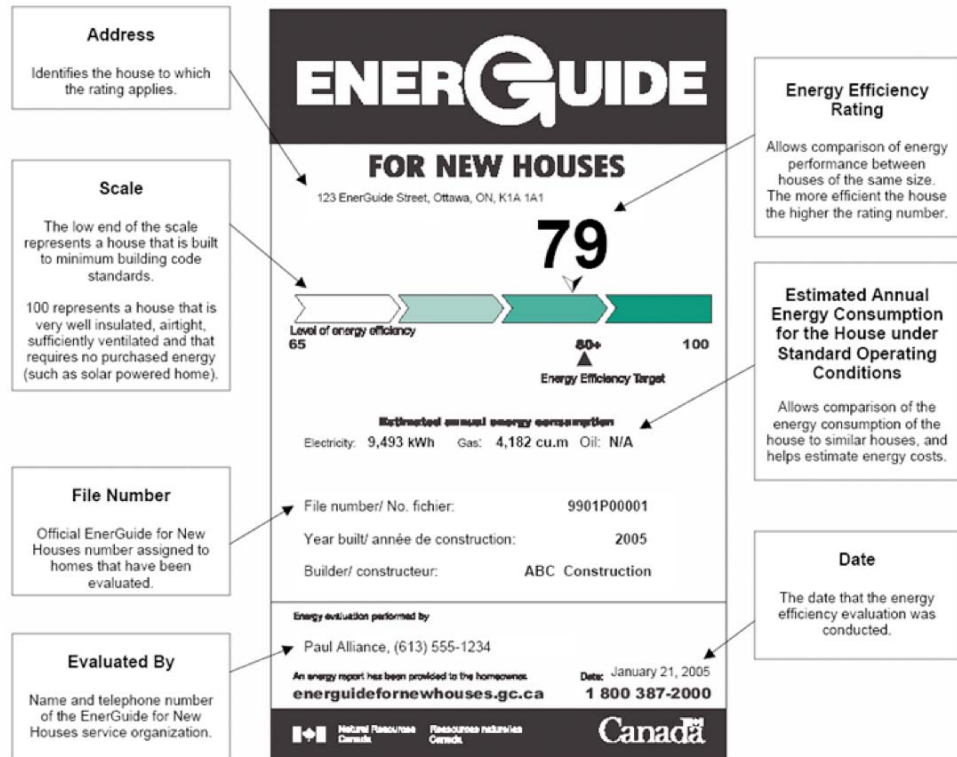 Address
Identifies the house to which
the rating applies.
Scale
The low end of the scale
represents a house that is built
to minimum building code
standards.
100 represents a house that is
very well insulated, airtight,
sufficiently ventilated and that
requires no purchased energy
(such as solar powered home).
File Number
Official EnerGuide for New
Houses number assigned to
homes that have been
evaluated.
Evaluated By
Name and telephone number
of the EnerGuide for New
Houses service organization.
ENERGUIDE
FOR NEW HOUSES
123 EnerGuide Street, Ottawa, ON, K1A 1A1
79
Level of energy efficiency
65 80+ 100
Energy Efficiency Target
Estimated annual energy consumption
Electricity: 9,493 kWh Gas: 4,182 cu.m Oil: N/A
File number/ No. fichier: 9901P00001
Year built/ année de construction: 2005
Builder/ constructeur: ABC Construction
Energy evaluation performed by
Paul Alliance, (613) 555-1234
An energy report has been provided to the homeowner. Date: January 21, 2005
energuidefornewhouses.gc.ca 1 800 387-2000
Natural Resources Ressources naturelles
Canada Canada
Canada
Energy Efficiency
Rating
Allows comparison of energy
performance between
houses of the same size.
The more efficient the house
the higher the rating number.
Estimated Annual
Energy Consumption
for the House under
Standard Operating
Conditions
Allows comparison of the
energy consumption of the
house to similar houses, and
helps estimate energy costs.
Date
The date that the energy
efficiency evaluation was
conducted.